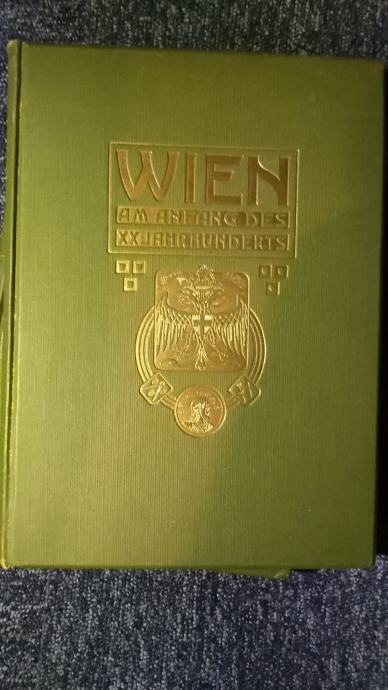 WIEN
AM ANFANG DES
XX. JAHRHUNDERTS